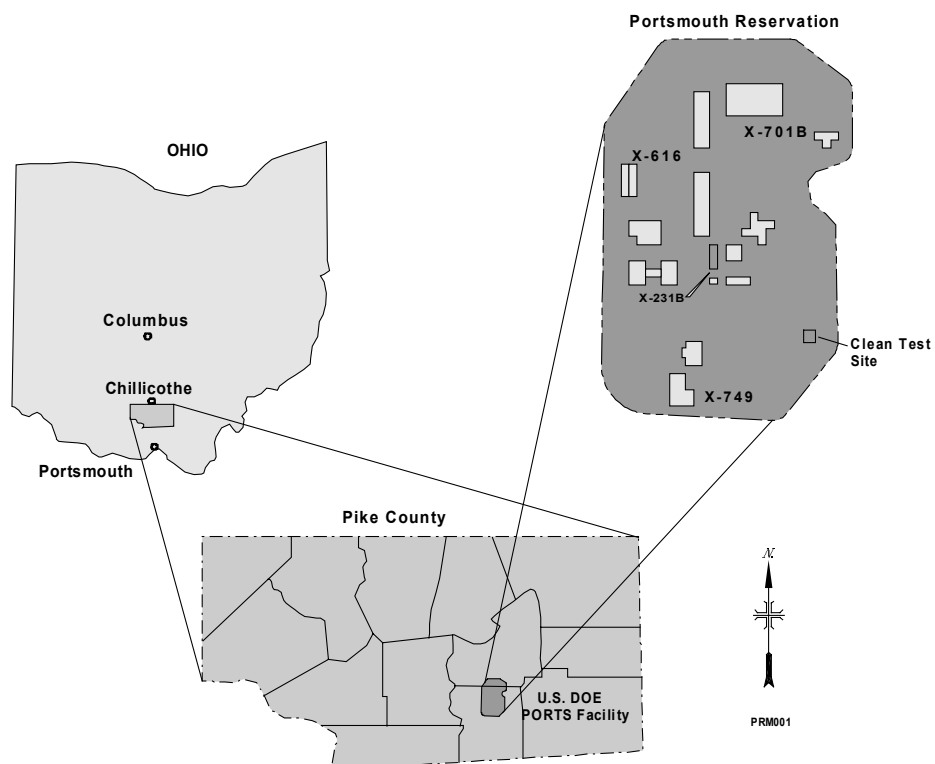 Portsmouth Reservation
X-701B
OHIO
X-616
X-231B
Columbus
Clean Test
Site
Chillicothe
X-749
Portsmouth
Pike County
N.
U.S. DOE
PORTS Facility
PRM001